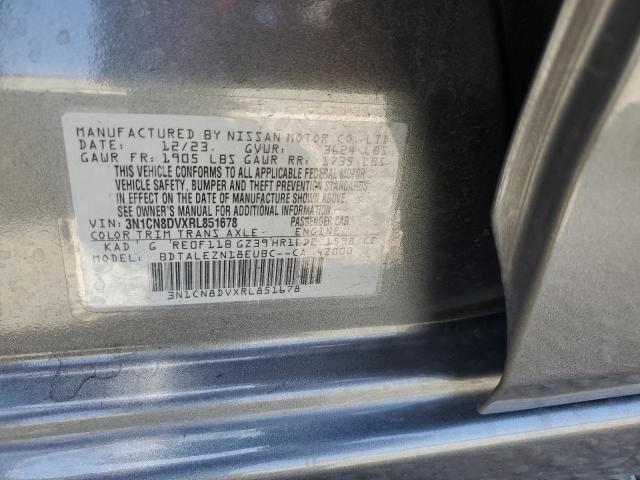 MANUFACTURED BY NISSAN MOTOR CO., LTD.
DATE: 12/23. GVWR: 3624 LBS
GAWR FR: 1905 LBS GAWR RR: 1735 LBS
THIS VEHICLE CONFORMS TO ALL APPLICABLE FEDERAL MOTOR
VEHICLE SAFETY, BUMPER AND THEFT PREVENTION STANDARDS
IN EFFECT ON THE DATE OF MANUFACTURE SHOWN ABOVE.
SEE OWNER'S MANUAL FOR ADDITIONAL INFORMATION.
VIN: 3N1CN8DVXRL851678 PASSENGER CAR
COLOR TRIM TRANS AXLE ENGINE
KAD G RE0F11B GZ39 HR16DE 1598 CC
MODEL: BDTALEZN18EUBC--CA 42000
3N1CN8DVXRL851678